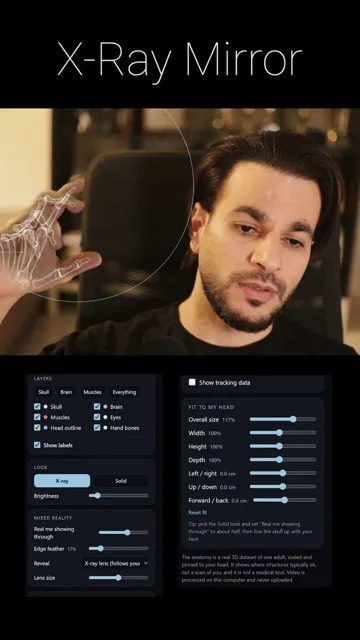 X-Ray Mirror
LAYERS
Skull
Brain
Muscles
Everything
Skull
Brain
Muscles
Eyes
Head outline
Hand bones
Show labels
LOOK
X-ray
Solid
Brightness
MIXED REALITY
Real me showing
through
Edge feather 17%
Reveal
X-ray lens (follows you
Lens size
Show tracking data
FIT TO MY HEAD
Overall size 117%
Width 100%
Height 100%
Depth 100%
Left / right 0.0 cm
Up / down 0.0 cm
Forward / back 0.0 cm
Reset fit
Tip: pick the Solid look and set "Real me showing
through" to about half, then line the skull up with your
face.
The anatomy is a real 3D dataset of one adult, scaled and
pinned to your head. It shows where structures typically sit,
not a scan of you, and it is not a medical tool. Video is
processed on this computer and never uploaded.